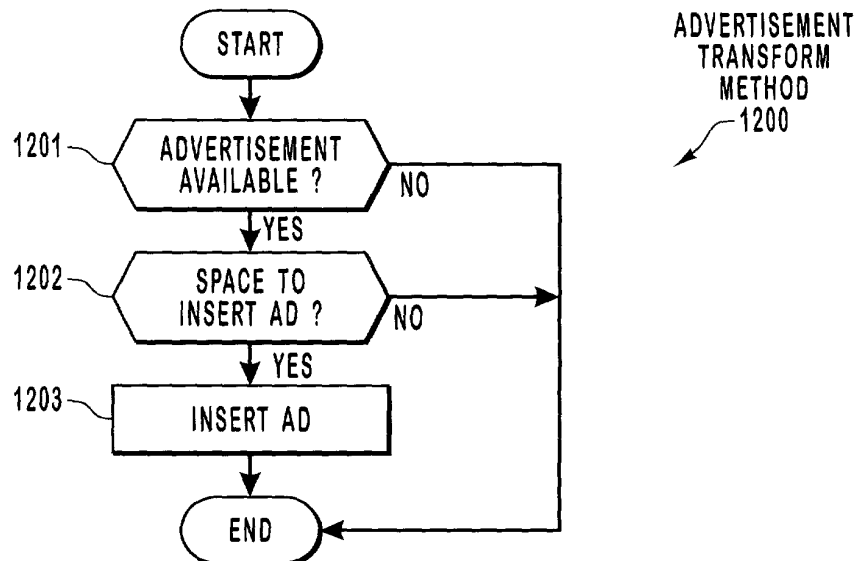 START
ADVERTISEMENT
TRANSFORM
METHOD
1200
1201
ADVERTISEMENT
AVAILABLE ?
NO
YES
1202
SPACE TO
INSERT AD ?
NO
YES
1203
INSERT AD
END